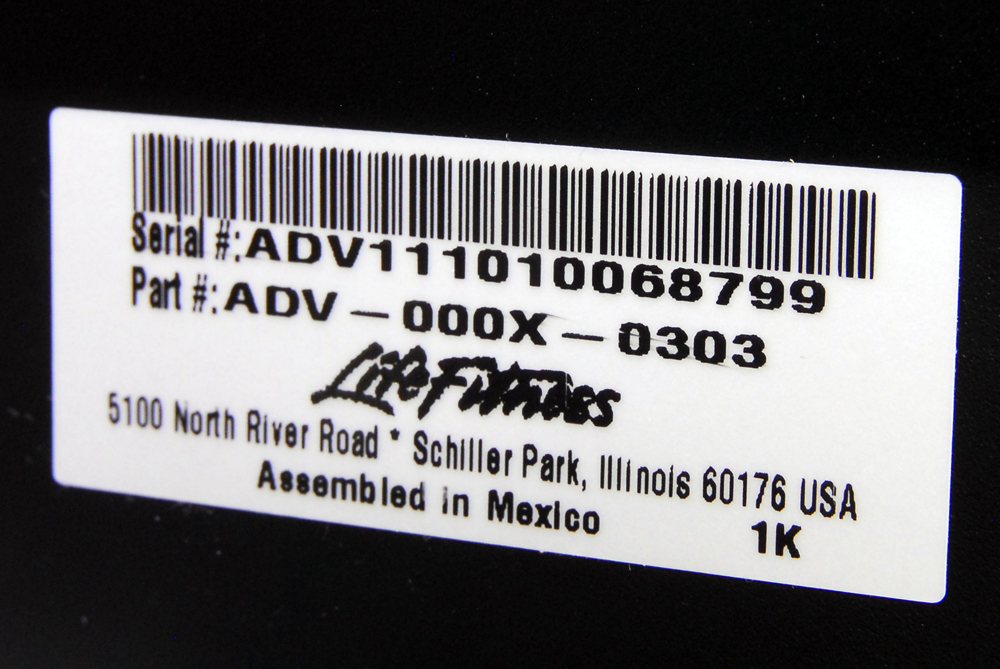 Serial #:ADV111010068799
Part #:ADV-000X-0303
Life Fitness
5100 North River Road * Schiller Park, Illinois 60176 USA
Assembled in Mexico
1K